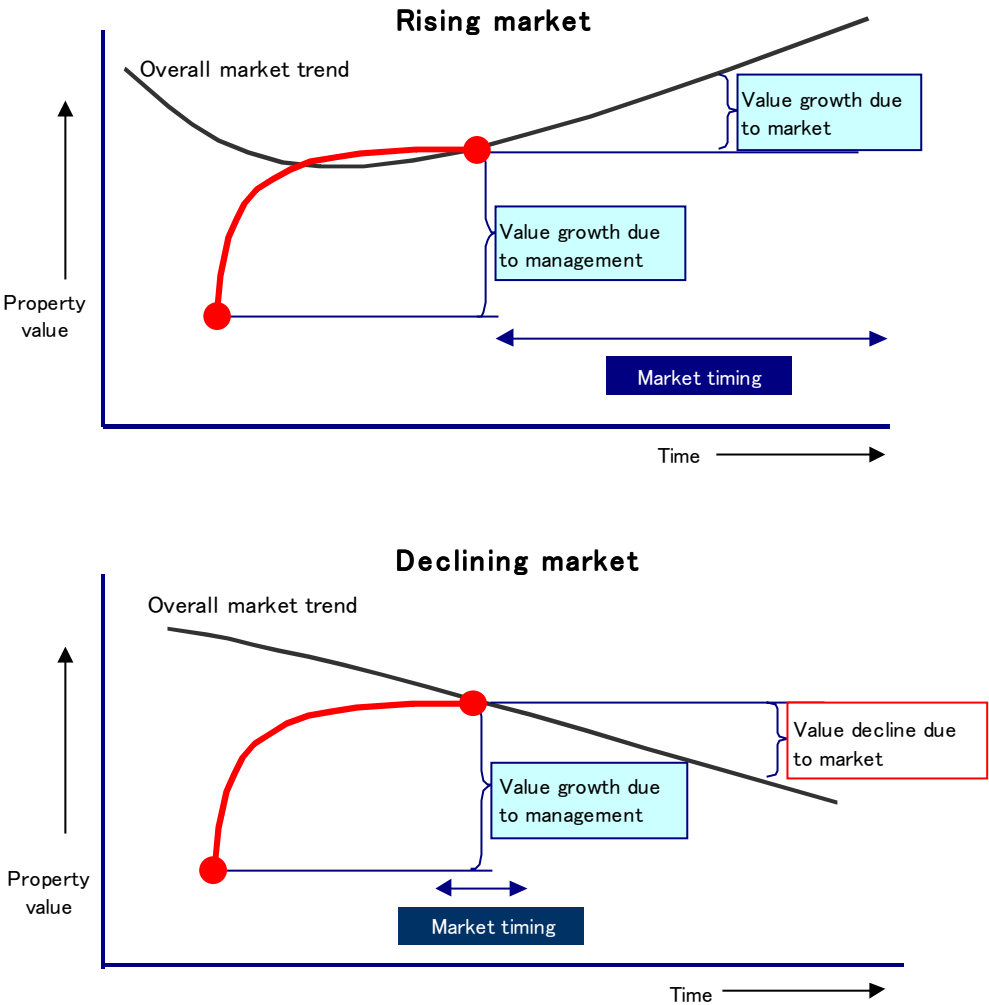 Rising market
Overall market trend
Value growth due
to market
Value growth due
to management
Property
value
Market timing
Time
Declining market
Overall market trend
Value decline due
to market
Value growth due
to management
Property
value
Market timing
Time